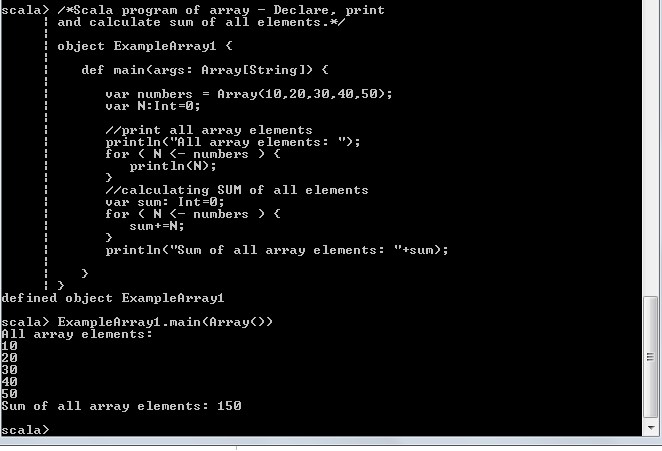 scala> /*Scala program of array - Declare, print
     | and calculate sum of all elements.*/
     |
     | object ExampleArray1 {
     |
     |    def main(args: Array[String]) {
     |
     |       var numbers = Array(10,20,30,40,50);
     |       var N:Int=0;
     |
     |       //print all array elements
     |       println("All array elements: ");
     |       for ( N <- numbers ) {
     |          println(N);
     |       }
     |       //calculating SUM of all elements
     |       var sum: Int=0;
     |       for ( N <- numbers ) {
     |          sum+=N;
     |       }
     |       println("Sum of all array elements: "+sum);
     |
     |    }
     | }
defined object ExampleArray1

scala> ExampleArray1.main(Array())
All array elements:
10
20
30
40
50
Sum of all array elements: 150

scala>